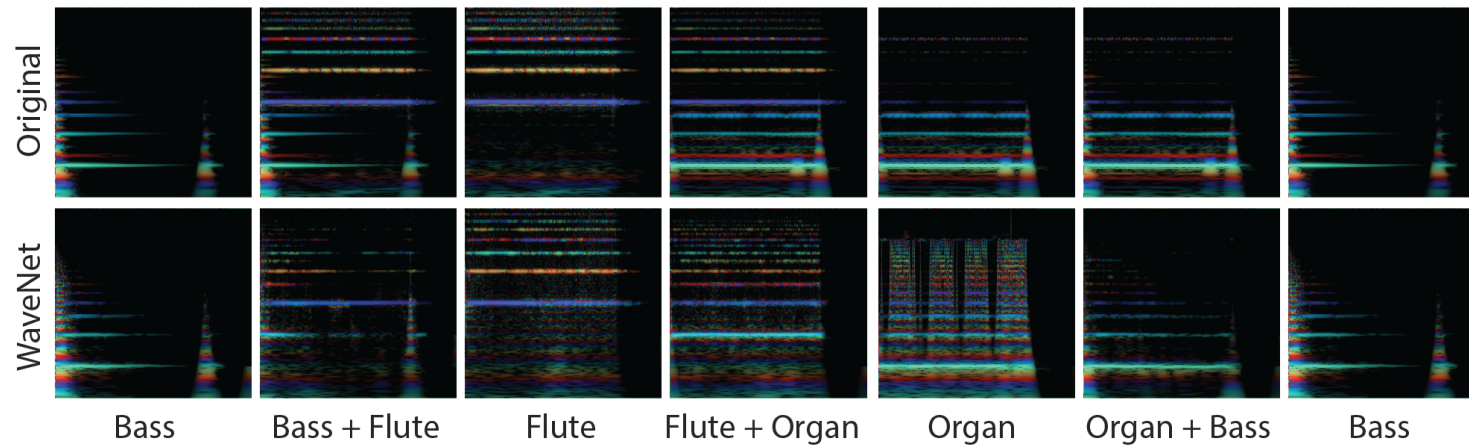 Original
WaveNet
Bass
Bass + Flute
Flute
Flute + Organ
Organ
Organ + Bass
Bass